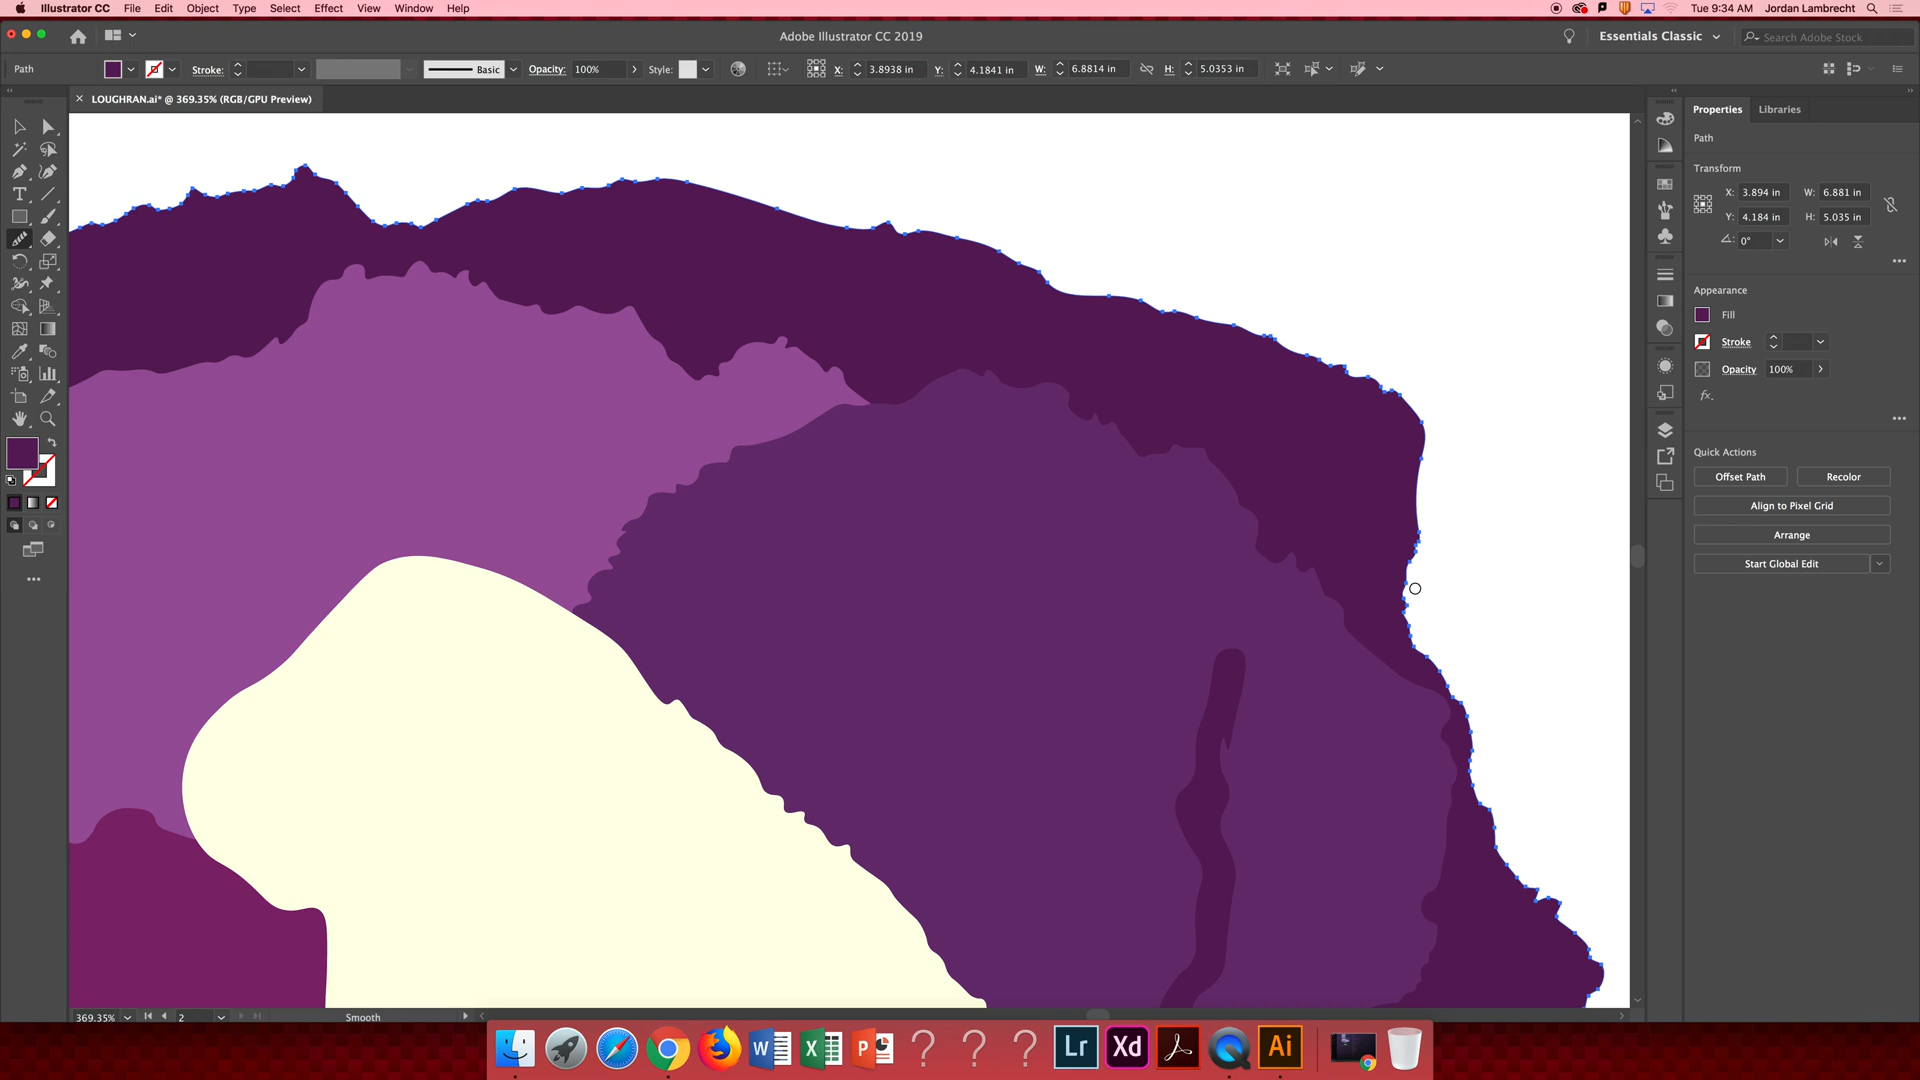 Illustrator CC File Edit Object Type Select Effect View Window Help Tue 9:34 AM Jordan Lambrecht
Adobe Illustrator CC 2019 Essentials Classic Search Adobe Stock
Path Stroke: Basic Opacity: 100% Style: X: 3.8938 in Y: 4.1841 in W: 6.8814 in H: 5.0353 in
× LOUGHRAN.ai* @ 369.35% (RGB/GPU Preview)
Properties Libraries
Path
Transform
X: 3.894 in W: 6.881 in
Y: 4.184 in H: 5.035 in
0°
Appearance
Fill
Stroke
Opacity 100%
fx.
Quick Actions
Offset Path Recolor
Align to Pixel Grid
Arrange
Start Global Edit
369.35% 2 Smooth
W X P ? ? ? Lr Xd Ai